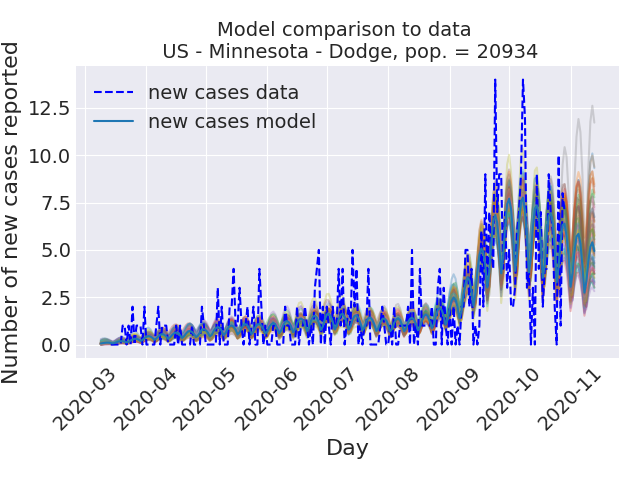 Model comparison to data
US - Minnesota - Dodge, pop. = 20934
Number of new cases reported
12.5
10.0
7.5
5.0
2.5
0.0
new cases data
new cases model
2020-03
2020-04
2020-05
2020-06
2020-07
2020-08
2020-09
2020-10
2020-11
Day